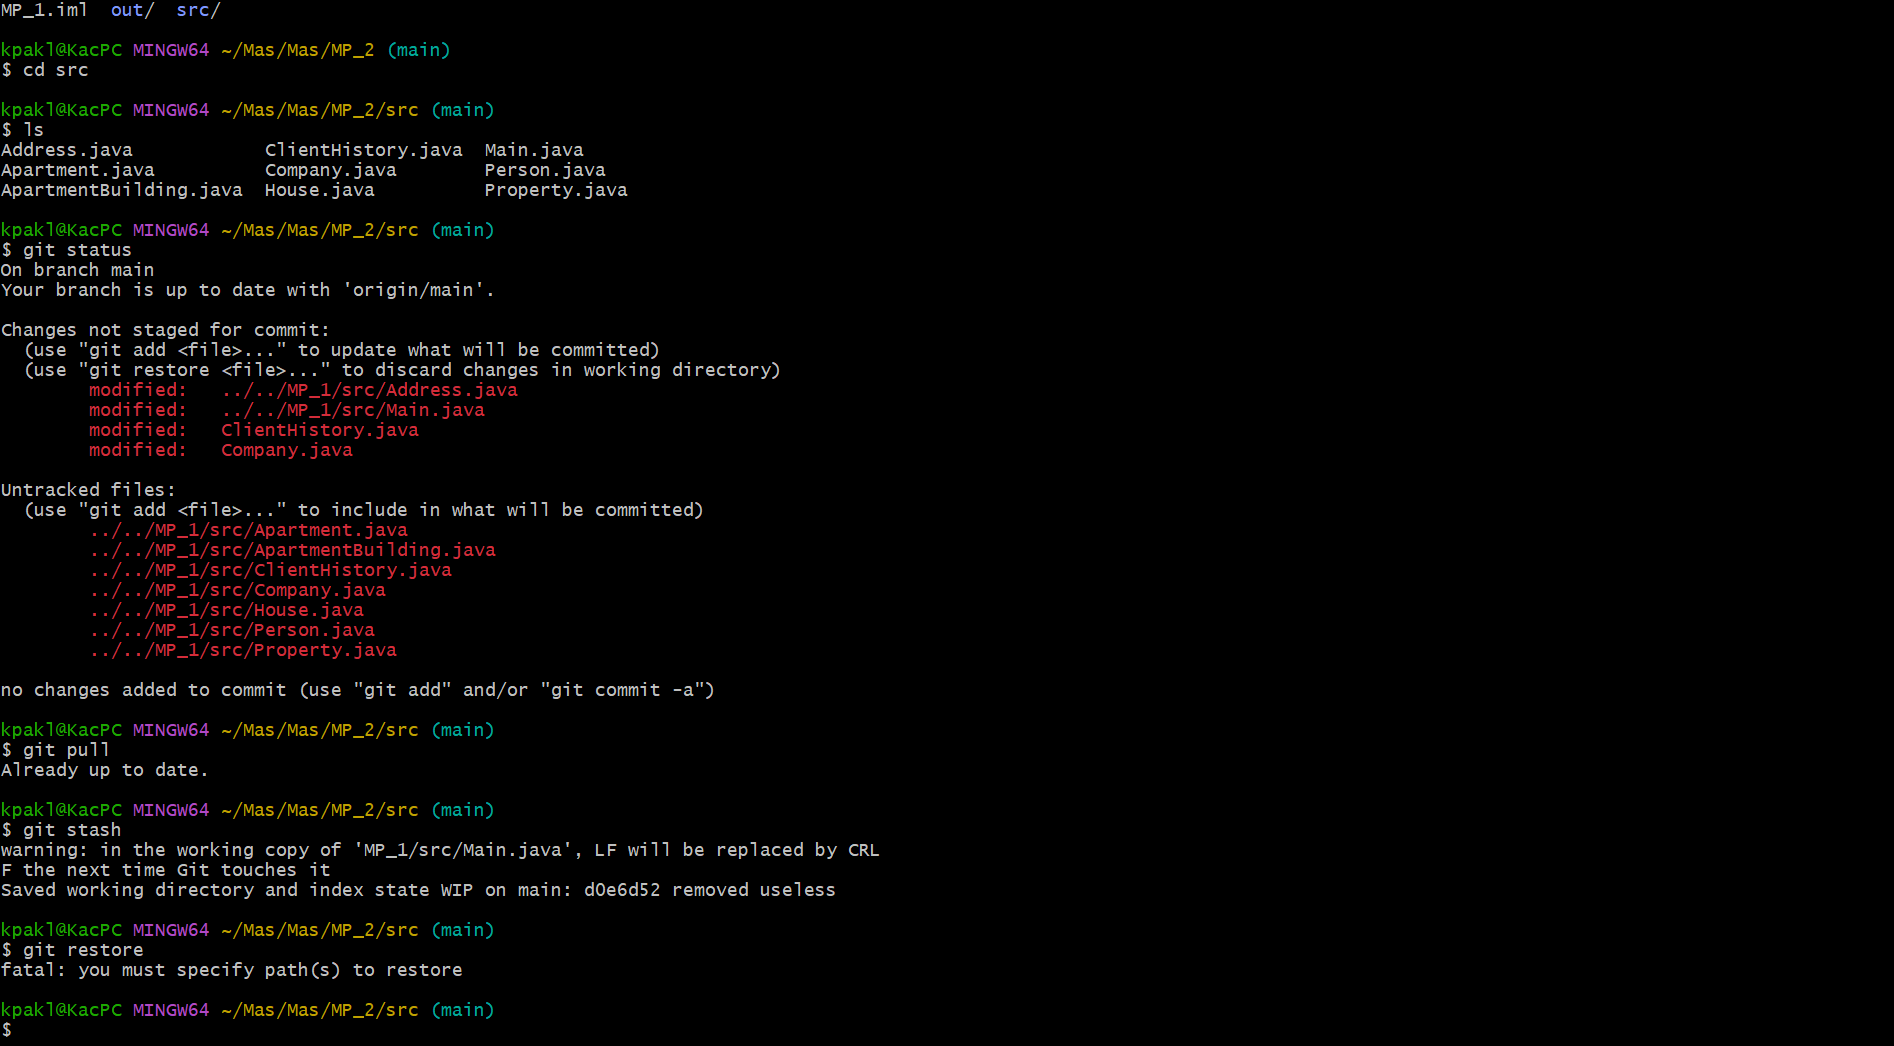 MP_1.iml  out/  src/
kpakl@KacPC MINGW64 ~/Mas/Mas/MP_2 (main)
$ cd src
kpakl@KacPC MINGW64 ~/Mas/Mas/MP_2/src (main)
$ ls
Address.java            ClientHistory.java  Main.java
Apartment.java          Company.java        Person.java
ApartmentBuilding.java  House.java          Property.java
kpakl@KacPC MINGW64 ~/Mas/Mas/MP_2/src (main)
$ git status
On branch main
Your branch is up to date with 'origin/main'.
Changes not staged for commit:
  (use "git add <file>..." to update what will be committed)
  (use "git restore <file>..." to discard changes in working directory)
        modified:   ../../MP_1/src/Address.java
        modified:   ../../MP_1/src/Main.java
        modified:   ClientHistory.java
        modified:   Company.java
Untracked files:
  (use "git add <file>..." to include in what will be committed)
        ../../MP_1/src/Apartment.java
        ../../MP_1/src/ApartmentBuilding.java
        ../../MP_1/src/ClientHistory.java
        ../../MP_1/src/Company.java
        ../../MP_1/src/House.java
        ../../MP_1/src/Person.java
        ../../MP_1/src/Property.java
no changes added to commit (use "git add" and/or "git commit -a")
kpakl@KacPC MINGW64 ~/Mas/Mas/MP_2/src (main)
$ git pull
Already up to date.
kpakl@KacPC MINGW64 ~/Mas/Mas/MP_2/src (main)
$ git stash
warning: in the working copy of 'MP_1/src/Main.java', LF will be replaced by CRL
F the next time Git touches it
Saved working directory and index state WIP on main: d0e6d52 removed useless
kpakl@KacPC MINGW64 ~/Mas/Mas/MP_2/src (main)
$ git restore
fatal: you must specify path(s) to restore
kpakl@KacPC MINGW64 ~/Mas/Mas/MP_2/src (main)
$